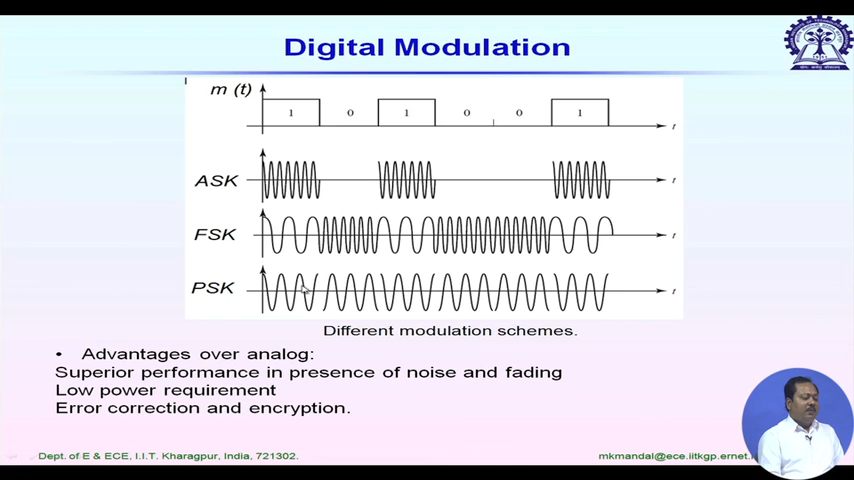 Digital Modulation
m (t)
1 0 1 0 0 1
t
ASK
t
FSK
t
PSK
t
Different modulation schemes.
• Advantages over analog:
Superior performance in presence of noise and fading
Low power requirement
Error correction and encryption.
Dept. of E & ECE, I.I.T. Kharagpur, India, 721302.
mkmandal@ece.iitkgp.ernet.i